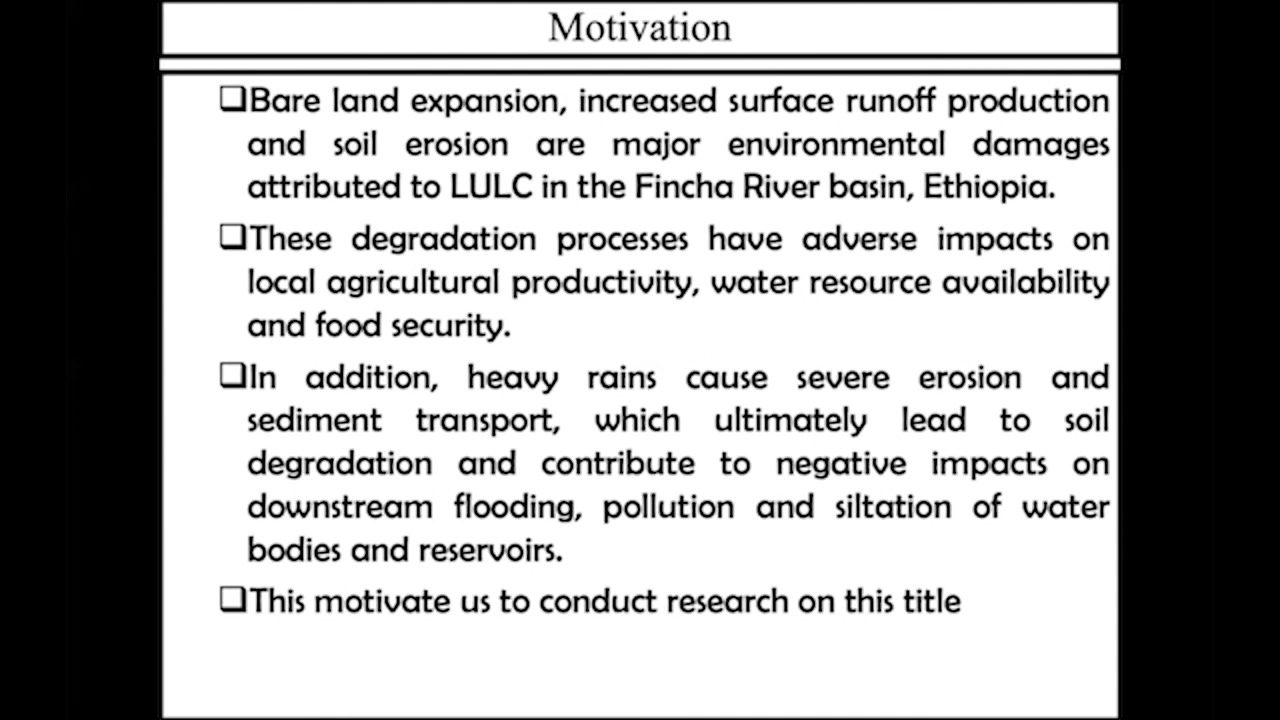 Motivation
❑Bare land expansion, increased surface runoff production
and soil erosion are major environmental damages
attributed to LULC in the Fincha River basin, Ethiopia.
❑These degradation processes have adverse impacts on
local agricultural productivity, water resource availability
and food security.
❑In addition, heavy rains cause severe erosion and
sediment transport, which ultimately lead to soil
degradation and contribute to negative impacts on
downstream flooding, pollution and siltation of water
bodies and reservoirs.
❑This motivate us to conduct research on this title